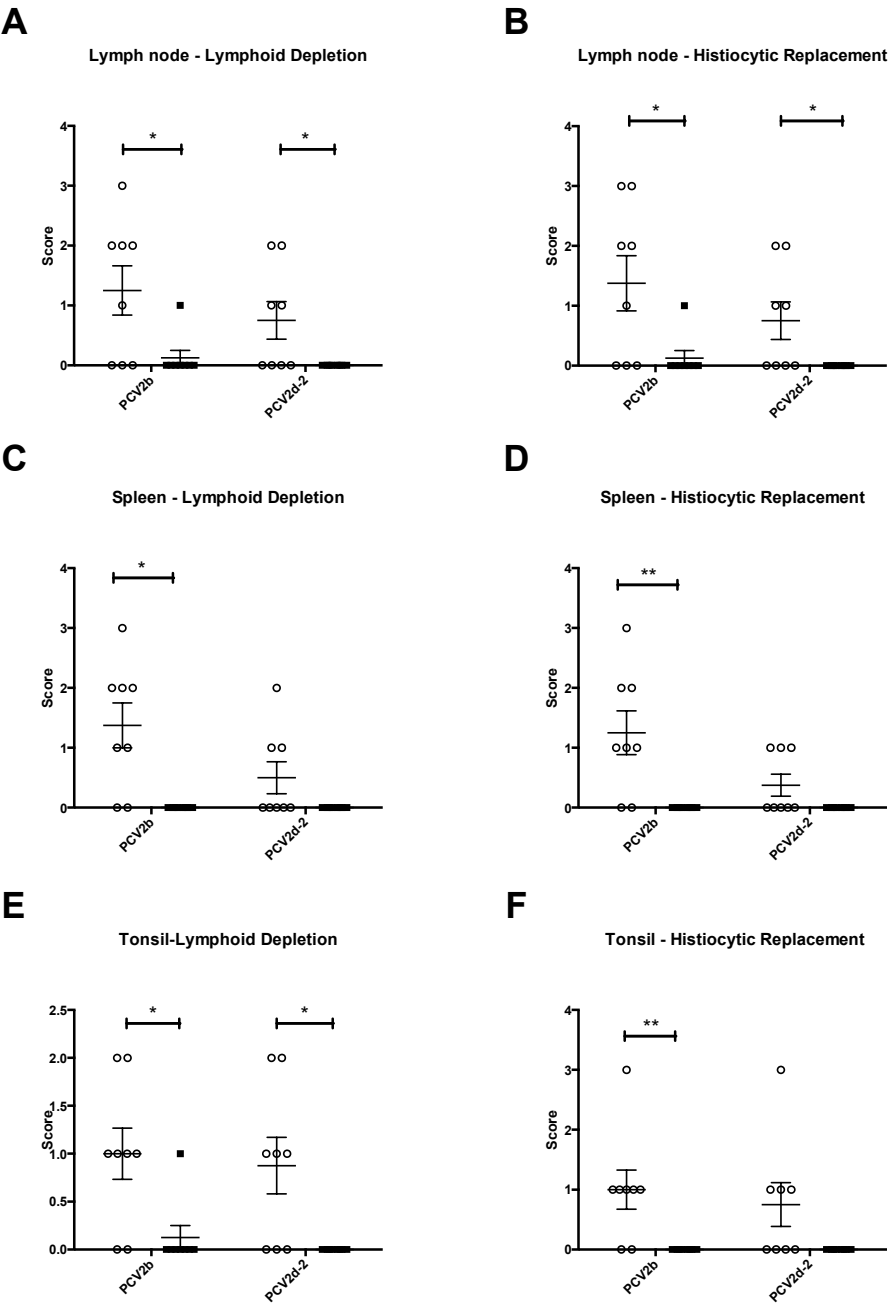 A
Lymph node - Lymphoid Depletion
*
*
4
3
2
1
0
Score
PCV2b
PCV2d-2
B
Lymph node - Histiocytic Replacement
*
*
4
3
2
1
0
Score
PCV2b
PCV2d-2
C
Spleen - Lymphoid Depletion
*
4
3
2
1
0
Score
PCV2b
PCV2d-2
D
Spleen - Histiocytic Replacement
**
4
3
2
1
0
Score
PCV2b
PCV2d-2
E
Tonsil-Lymphoid Depletion
*
*
2.5
2.0
1.5
1.0
0.5
0.0
Score
PCV2b
PCV2d-2
F
Tonsil - Histiocytic Replacement
**
4
3
2
1
0
Score
PCV2b
PCV2d-2